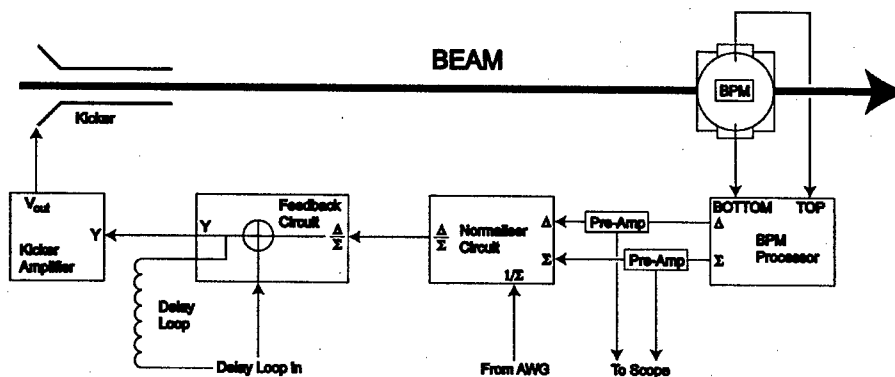 BEAM
BPM
Kicker
Vout
Y
Kicker
Amplifier
Y
Feedback
Circuit
Δ
Σ
Delay
Loop
Delay Loop In
Δ
Σ
Normaliser
Circuit
Δ
Σ
1/Σ
From AWG
Pre-Amp
Pre-Amp
To Scope
BOTTOM TOP
Δ
BPM
Processor
Σ